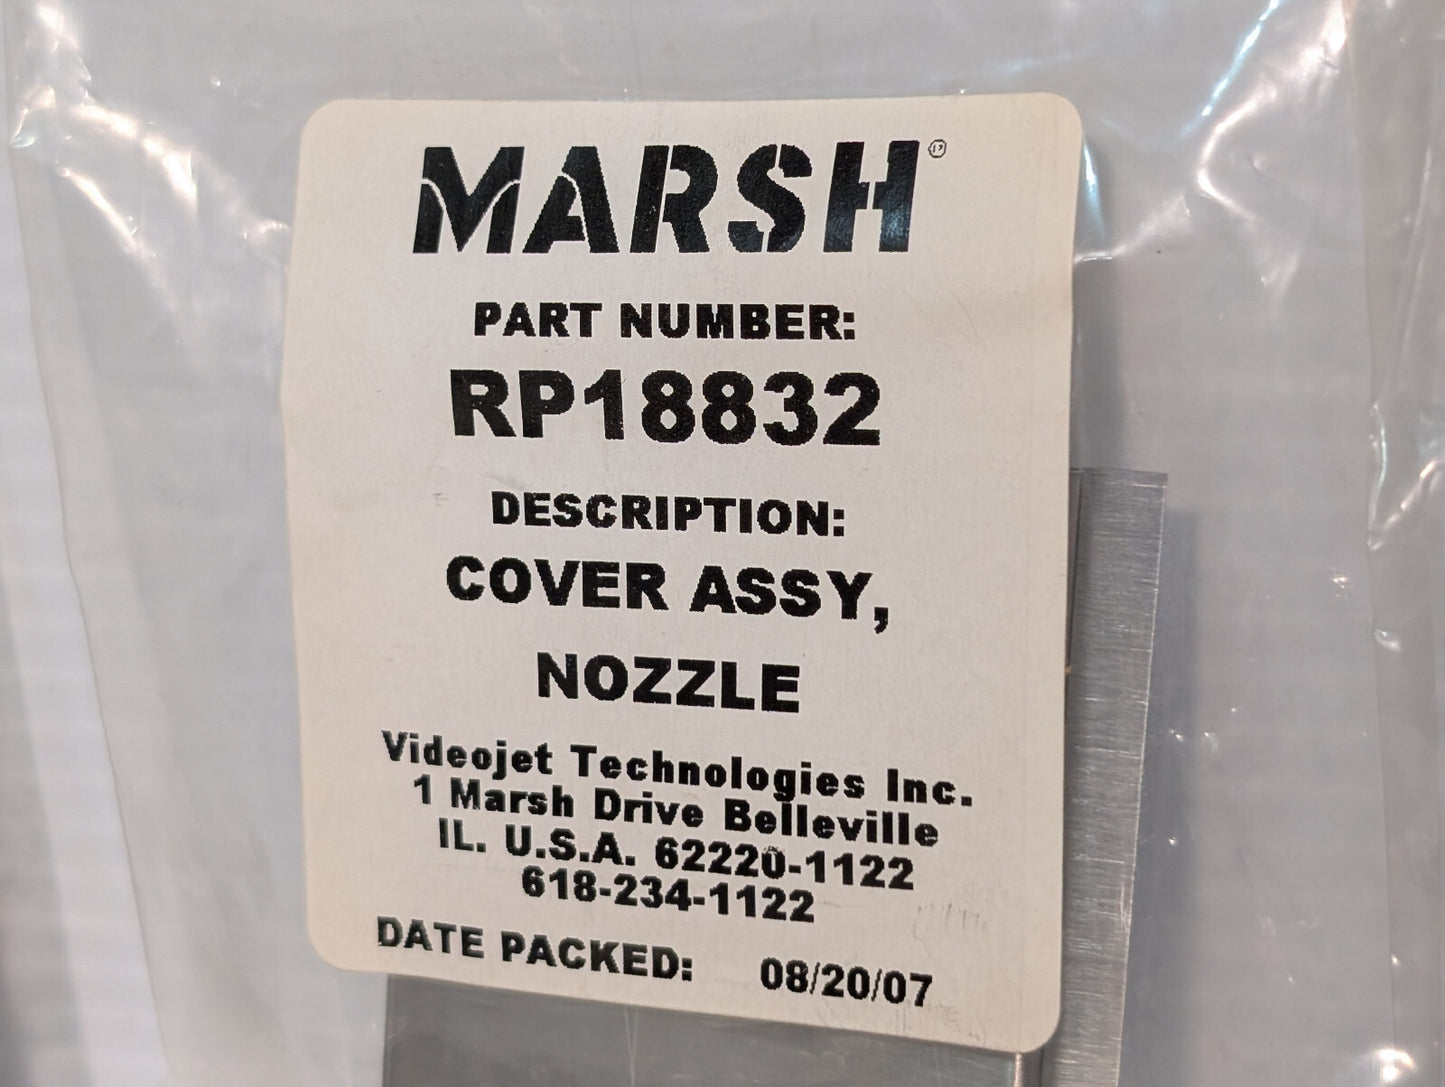 MARSH®
PART NUMBER:
RP18832
DESCRIPTION:
COVER ASSY,
NOZZLE
Videojet Technologies Inc.
1 Marsh Drive Belleville
IL. U.S.A. 62220-1122
618-234-1122
DATE PACKED: 08/20/07